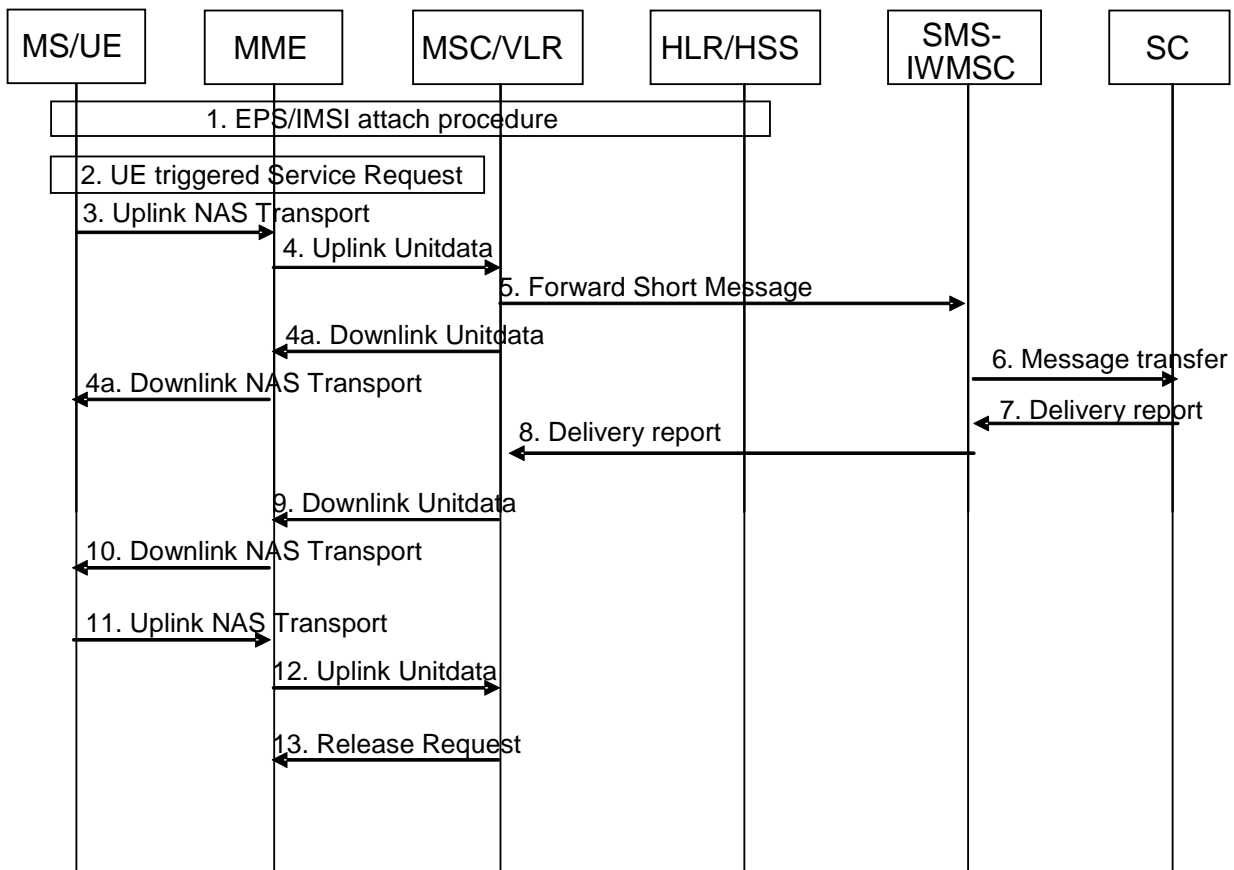 MS/UE
MME
MSC/VLR
HLR/HSS
SMS-
IWMSC
SC
1. EPS/IMSI attach procedure
2. UE triggered Service Request
3. Uplink NAS Transport
4. Uplink Unitdata
5. Forward Short Message
4a. Downlink Unitdata
6. Message transfer
4a. Downlink NAS Transport
7. Delivery report
8. Delivery report
9. Downlink Unitdata
10. Downlink NAS Transport
11. Uplink NAS Transport
12. Uplink Unitdata
13. Release Request